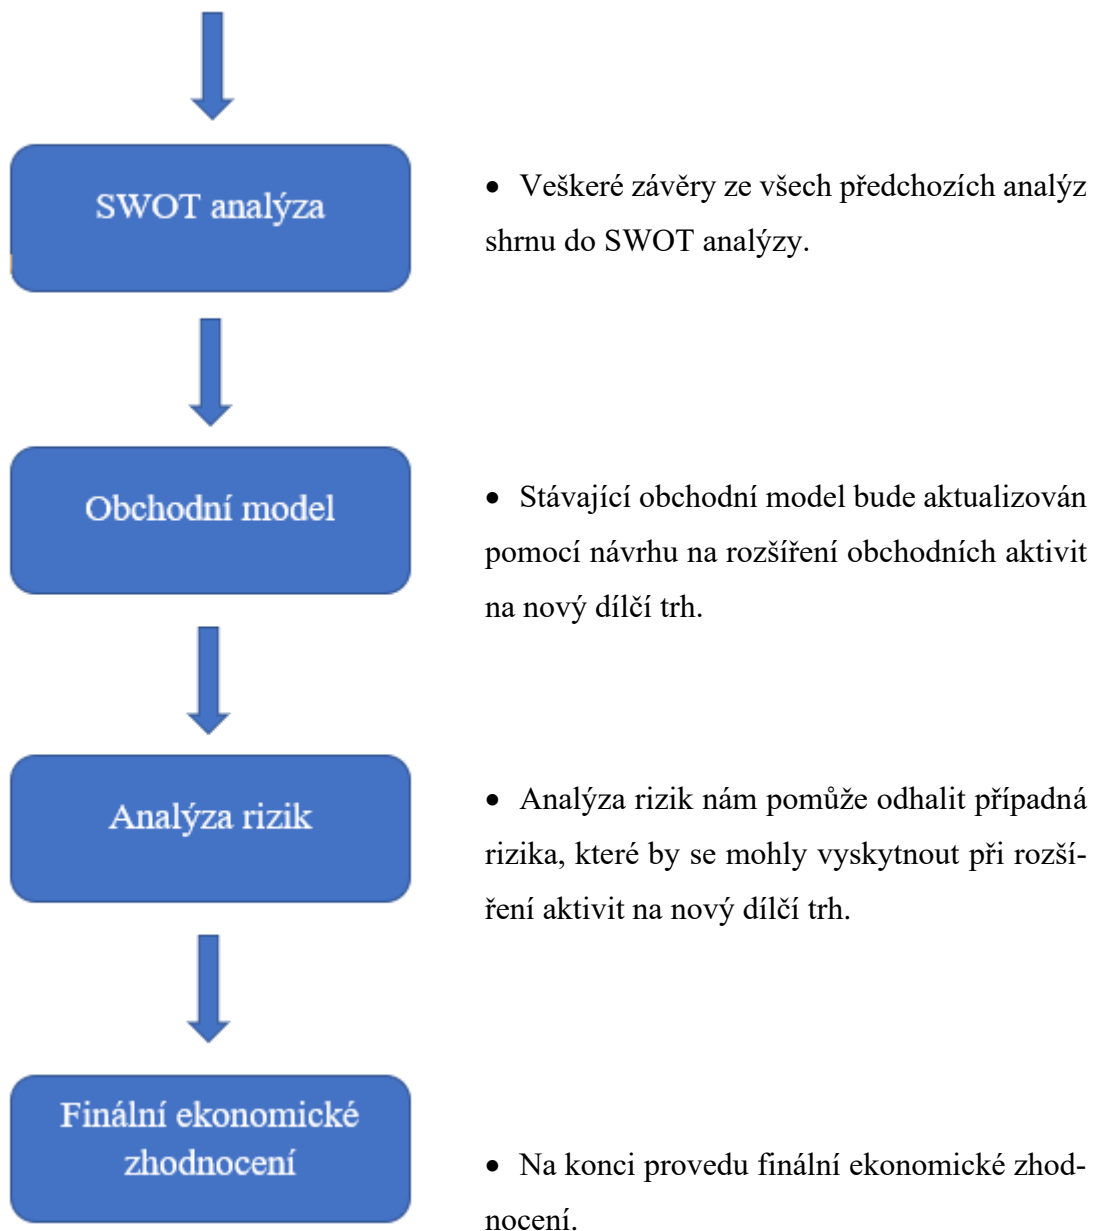 SWOT analýza
• Veškeré závěry ze všech předchozích analýz
shrnu do SWOT analýzy.
Obchodní model
• Stávající obchodní model bude aktualizován
pomocí návrhu na rozšíření obchodních aktivit
na nový dílčí trh.
Analýza rizik
• Analýza rizik nám pomůže odhalit případná
rizika, které by se mohly vyskytnout při rozší-
ření aktivit na nový dílčí trh.
Finální ekonomické
zhodnocení
• Na konci provedu finální ekonomické zhod-
nocení.